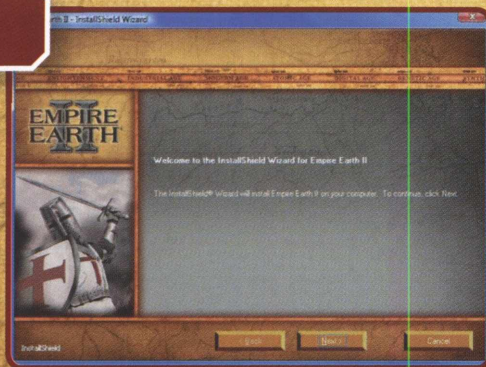 rth II - InstallShield Wizard
EMPIRE
EARTH
II
Welcome to the InstallShield Wizard for Empire Earth II
The InstallShield® Wizard will install Empire Earth II on your computer. To continue, click Next.
InstallShield
< Back
Next >
Cancel